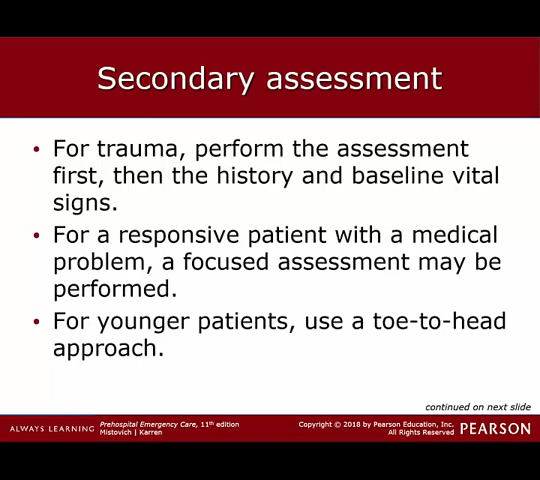 Secondary assessment
• For trauma, perform the assessment
first, then the history and baseline vital
signs.
• For a responsive patient with a medical
problem, a focused assessment may be
performed.
• For younger patients, use a toe-to-head
approach.
continued on next slide
ALWAYS LEARNING
Prehospital Emergency Care, 11th edition
Mistovich | Karren
Copyright © 2018 by Pearson Education, Inc.
All Rights Reserved
PEARSON